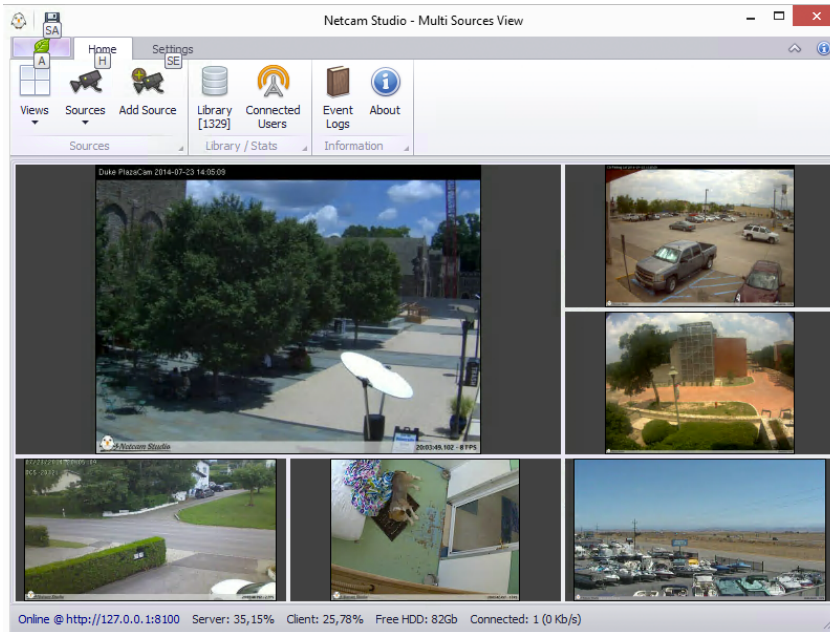 Netcam Studio - Multi Sources View
SA
A
Home
H
Settings
SE
Views
Sources
Add Source
Library
[1329]
Connected
Users
Event
Logs
About
Sources
Library / Stats
Information
Duke PlazaCam 2014-07-23 14:05:09
Netcam Studio
20:03:49.102 - 8 FPS
Online @ http://127.0.0.1:8100 Server: 35,15% Client: 25,78% Free HDD: 82Gb Connected: 1 (0 Kb/s)